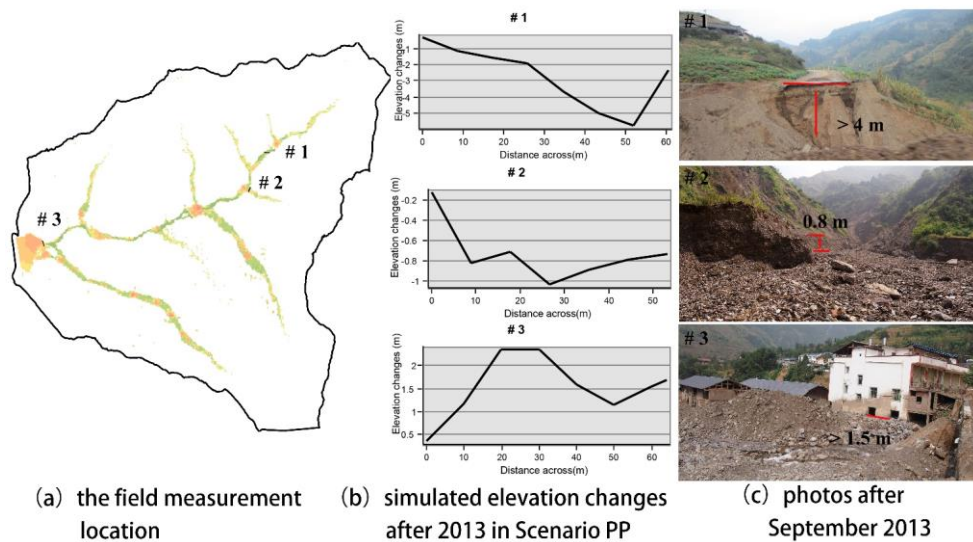 # 1
# 2
# 3
(a) the field measurement
location
# 1
Elevation changes (m)
-1
-2
-3
-4
-5
0 10 20 30 40 50 60
Distance across(m)
# 2
Elevation changes (m)
-0.2
-0.4
-0.6
-0.8
-1
0 10 20 30 40 50
Distance across(m)
# 3
Elevation changes (m)
2
1.5
1
0.5
0 10 20 30 40 50 60
Distance across(m)
(b) simulated elevation changes
after 2013 in Scenario PP
# 1
> 4 m
# 2
0.8 m
# 3
> 1.5 m
(c) photos after
September 2013